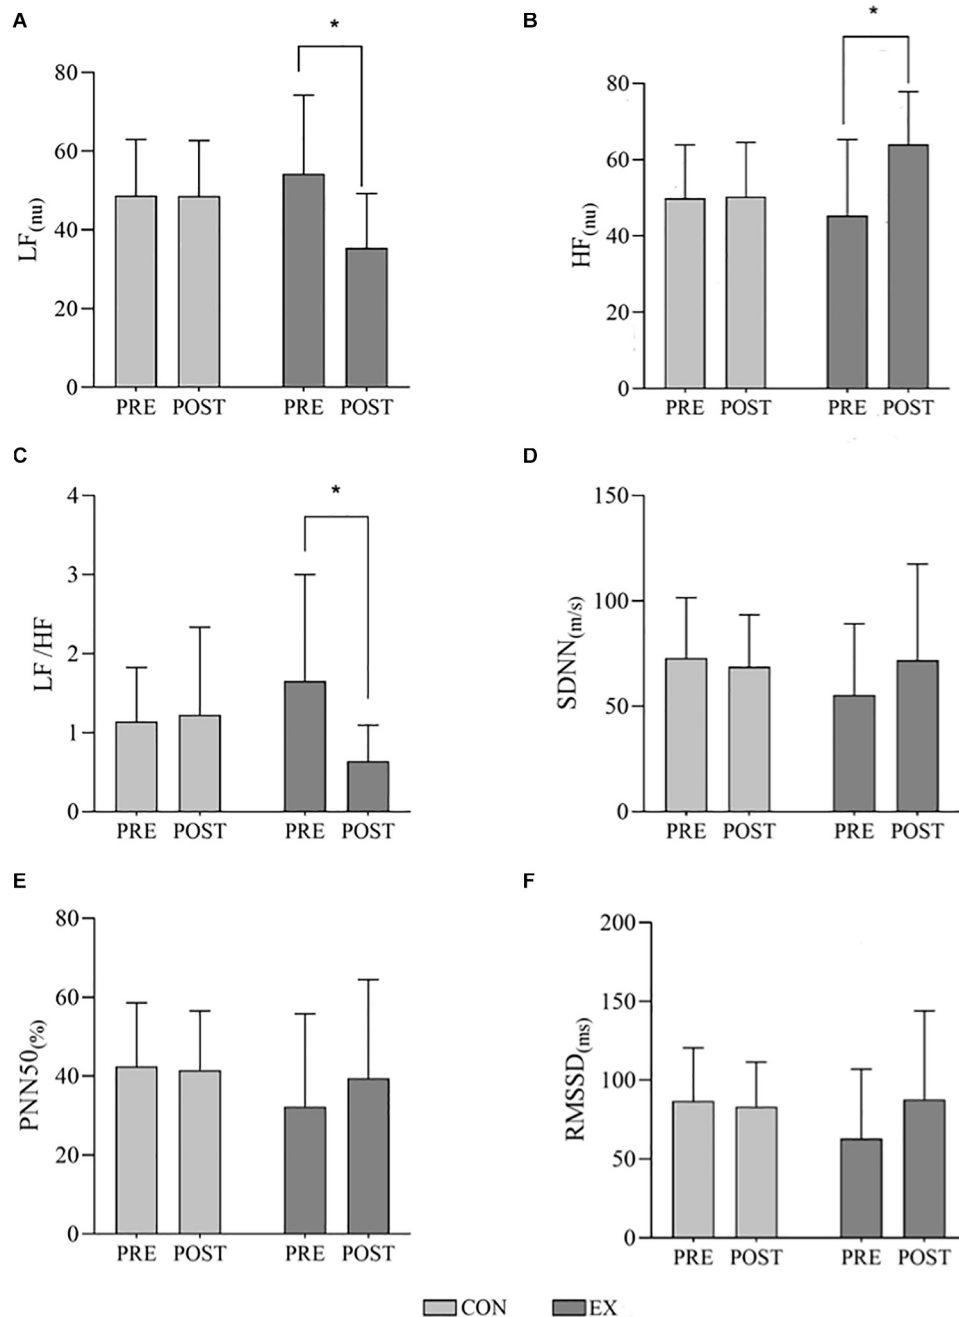 A
*
80
60
40
20
0
LF(nu)
PRE POST PRE POST
B
*
80
60
40
20
0
HF(nu)
PRE POST PRE POST
C
*
4
3
2
1
0
LF/HF
PRE POST PRE POST
D
150
100
50
0
SDNN(m/s)
PRE POST PRE POST
E
80
60
40
20
0
PNN50(%)
PRE POST PRE POST
F
200
150
100
50
0
RMSSD(ms)
PRE POST PRE POST
CON EX